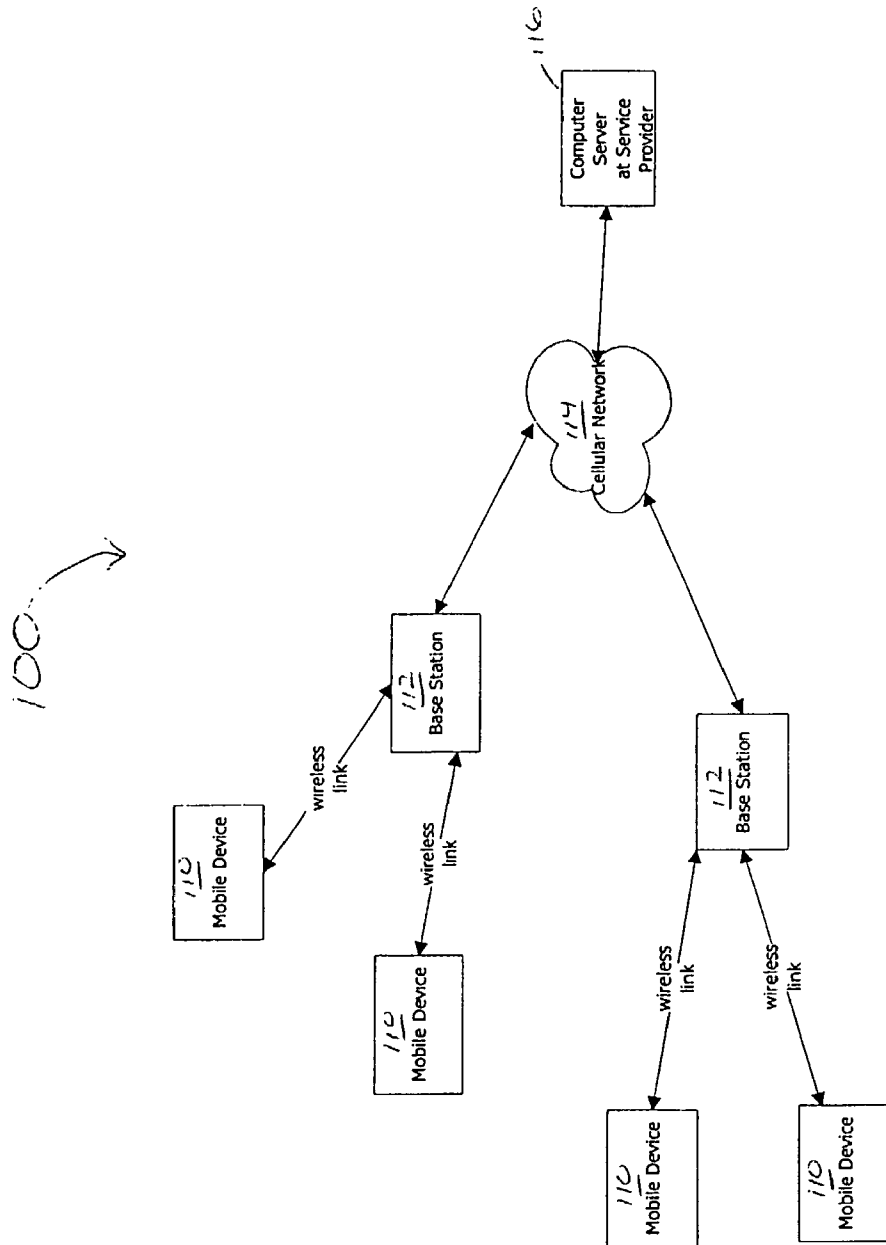 100
110
Mobile Device
wireless
link
110
Mobile Device
wireless
link
112
Base Station
110
Mobile Device
wireless
link
110
Mobile Device
wireless
link
112
Base Station
114
Cellular Network
116
Computer
Server
at Service
Provider